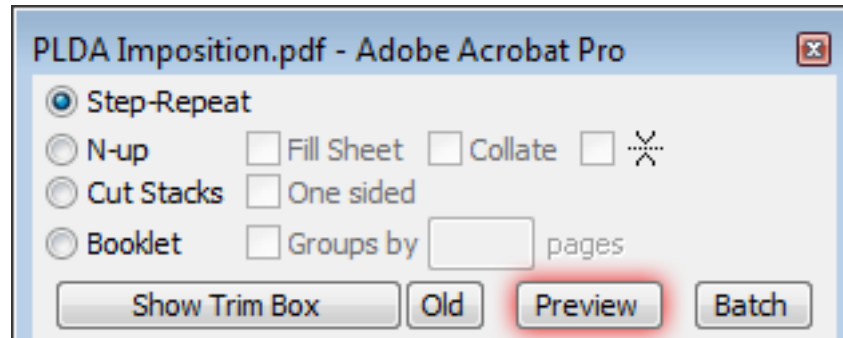 PLDA Imposition.pdf - Adobe Acrobat Pro
Step-Repeat
N-up Fill Sheet Collate
Cut Stacks One sided
Booklet Groups by pages
Show Trim Box Old Preview Batch